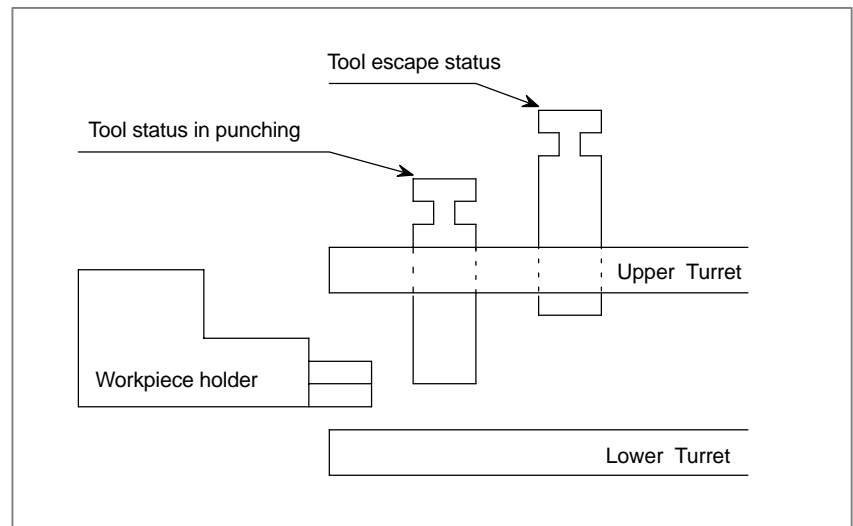 Tool escape status
Tool status in punching
Upper Turret
Workpiece holder
Lower Turret